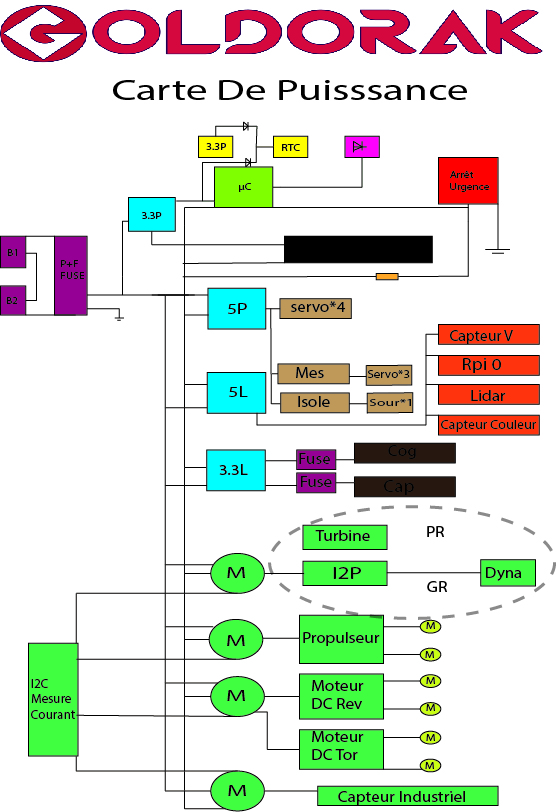 GOLDORAK
Carte De Puisssance
3.3P
RTC
µC
Arrêt
Urgence
3.3P
B1
P+F
FUSE
B2
5P
servo*4
Capteur V
Mes
Servo*3
Rpi 0
5L
Isole
Sour*1
Lidar
Capteur Couleur
3.3L
Fuse
Cog
Fuse
Cap
Turbine
PR
M
I2P
Dyna
GR
M
Propulseur
M
M
I2C
Mesure
Courant
M
Moteur
DC Rev
M
M
Moteur
DC Tor
M
M
M
Capteur Industriel